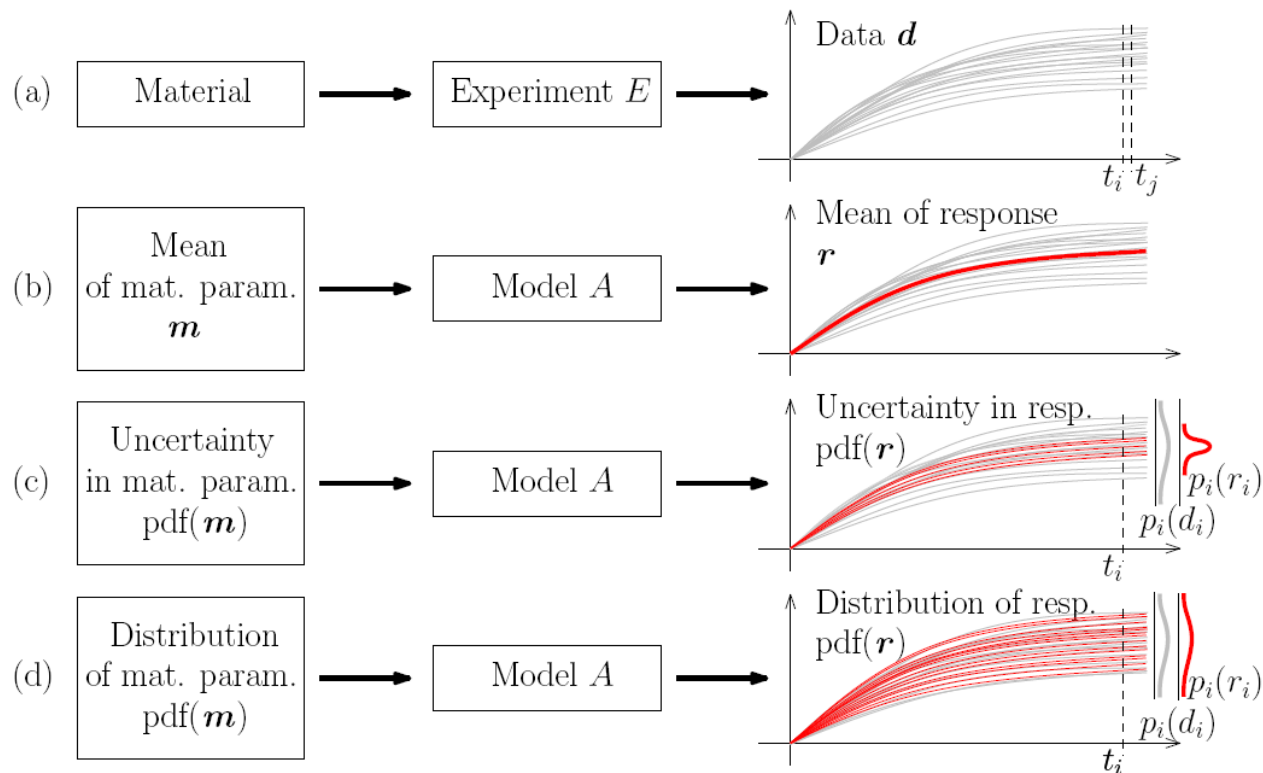 (a)
Material
Experiment E
Data d
t_i t_j
(b)
Mean
of mat. param.
m
Model A
Mean of response
r
(c)
Uncertainty
in mat. param.
pdf(m)
Model A
Uncertainty in resp.
pdf(r)
p_i(r_i)
p_i(d_i)
t_i
(d)
Distribution
of mat. param.
pdf(m)
Model A
Distribution of resp.
pdf(r)
p_i(r_i)
p_i(d_i)
t_i